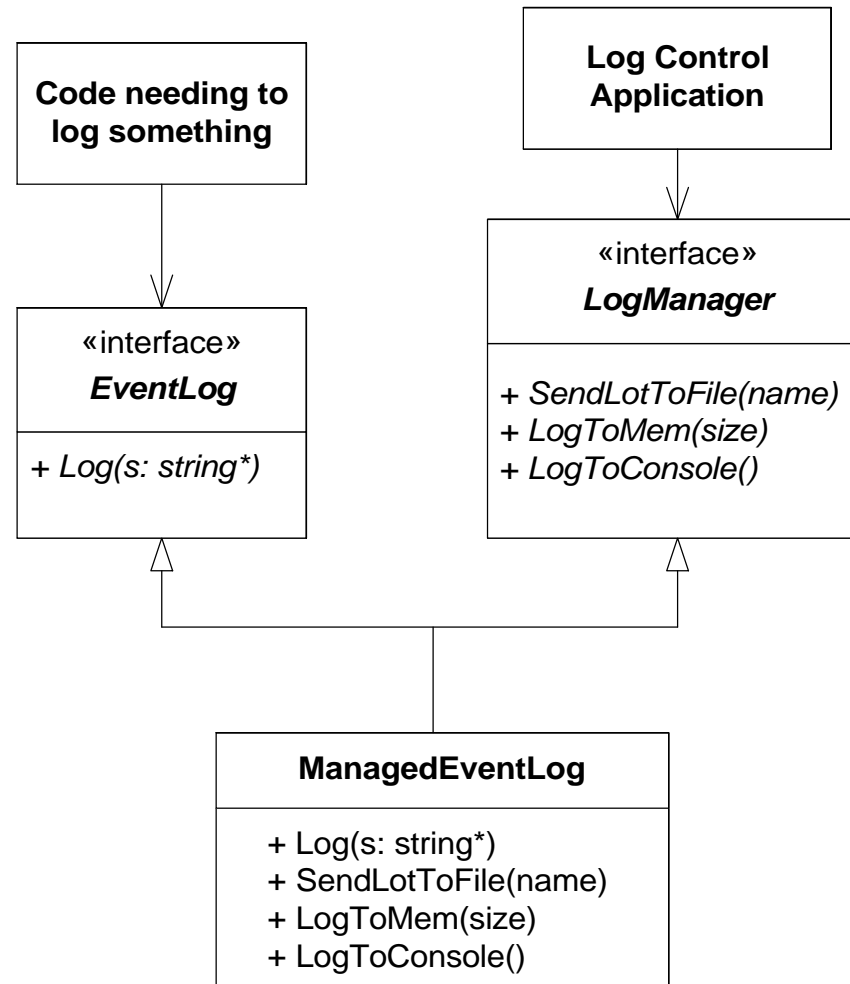 Code needing to
log something
Log Control
Application
«interface»
EventLog
+ Log(s: string*)
«interface»
LogManager
+ SendLotToFile(name)
+ LogToMem(size)
+ LogToConsole()
ManagedEventLog
+ Log(s: string*)
+ SendLotToFile(name)
+ LogToMem(size)
+ LogToConsole()